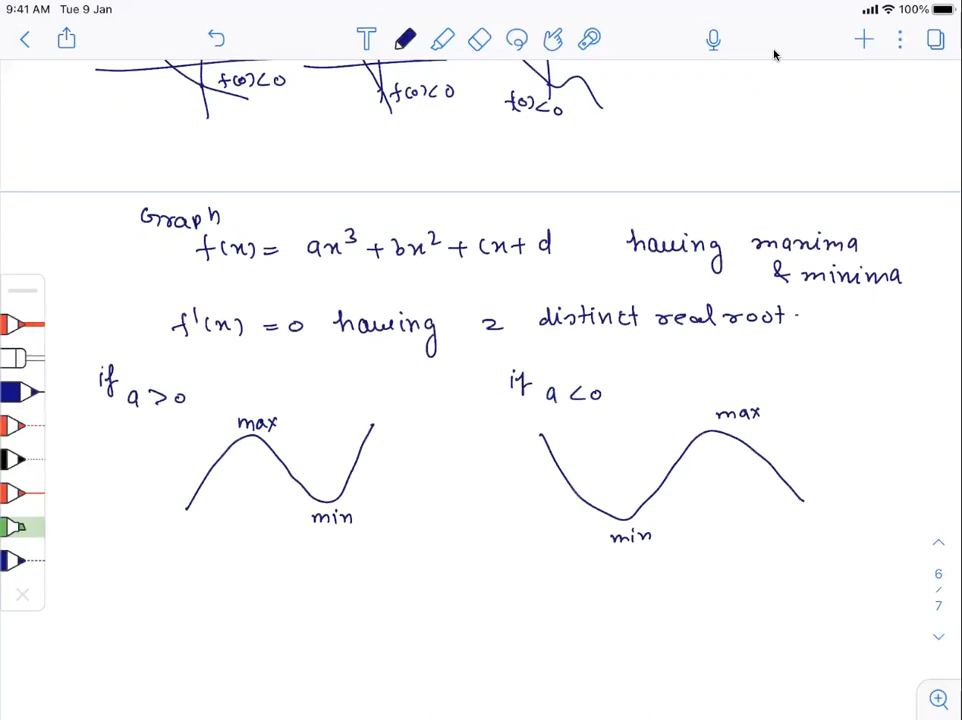 9:41 AM Tue 9 Jan
100%
f(0)<0 f(0)<0 f(0)<0
Graph
f(x) = ax³ + bx² + cx + d having maxima
& minima
f'(x) = 0 having 2 distinct real root.
if a > 0 if a < 0
max max
min min
6
/
7